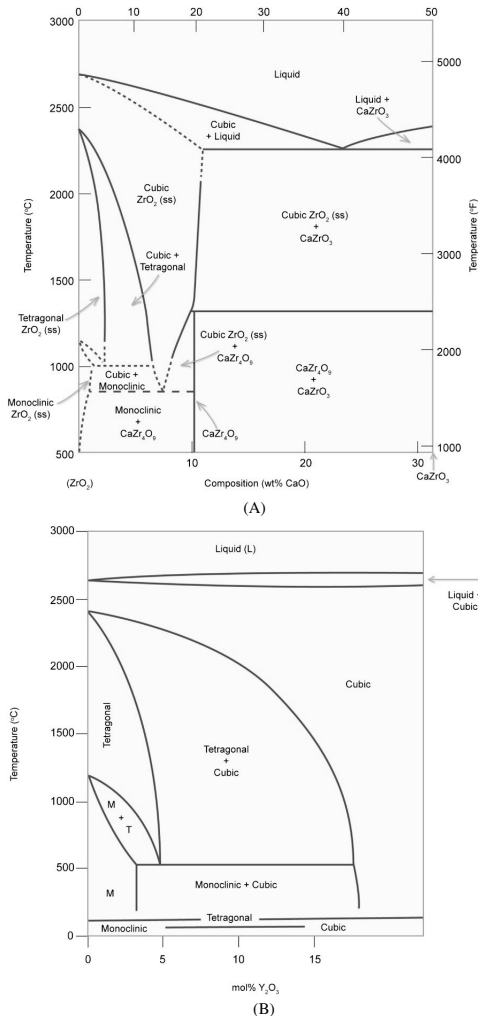 0 10 20 30 40 50
3000
2500
2000
1500
1000
500
Temperature (°C)
5000
4000
3000
2000
1000
Temperature (°F)
Liquid
Liquid +
CaZrO3
Cubic
+ Liquid
Cubic
ZrO2 (ss)
Cubic ZrO2 (ss)
+
CaZrO3
Cubic +
Tetragonal
Tetragonal
ZrO2 (ss)
Cubic ZrO2 (ss)
+
CaZr4O9
CaZr4O9
+
CaZrO3
Cubic +
Monoclinic
Monoclinic
ZrO2 (ss)
Monoclinic
+
CaZr4O9
CaZr4O9
0 10 20 30
(ZrO2)
Composition (wt% CaO)
CaZrO3
(A)
3000
2500
2000
1500
1000
500
0
Temperature (°C)
Liquid (L)
Liquid +
Cubic
Cubic
Tetragonal
Tetragonal
+
Cubic
M
+
T
M
Monoclinic + Cubic
Tetragonal
Monoclinic
Cubic
0 5 10 15
mol% Y2O3
(B)